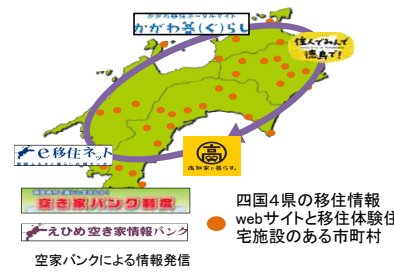 かがわ移住ポータルサイト
かがわ暮(ぐ)らし
住んでみんで
徳島で!
e移住ネット
高
高知家で暮らす。
空き家バンク制度
えひめ空き家情報バンク
空家バンクによる情報発信
四国4県の移住情報
webサイトと移住体験住
宅施設のある市町村